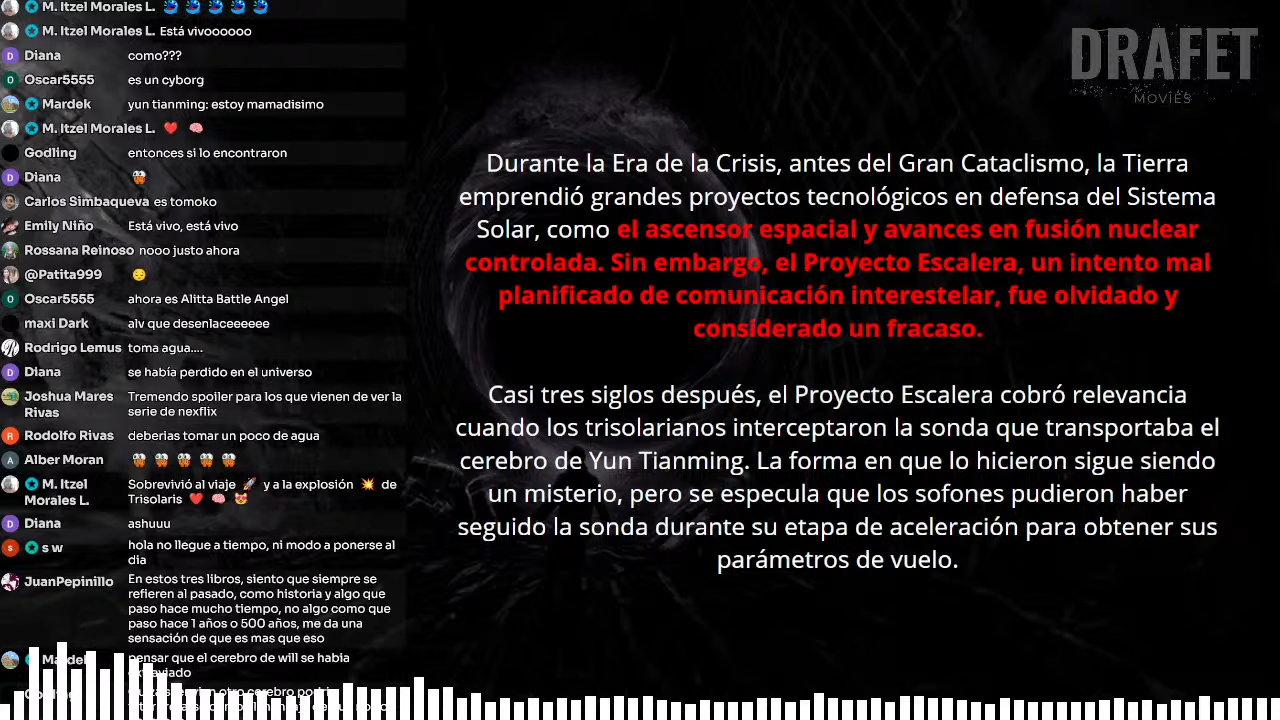 M. Itzel Morales L.
M. Itzel Morales L. Está vivoooooo
Diana como???
Oscar5555 es un cyborg
Mardek yun tianming: estoy mamadisimo
M. Itzel Morales L. ❤️ 🧠
Godling entonces si lo encontraron
Diana
Carlos Simbaqueva es tomoko
Emily Niño Está vivo, está vivo
Rossana Reinoso nooo justo ahora
@Patita999 😔
Oscar5555 ahora es Alitta Battle Angel
maxi Dark alv que desenlaceeeeee
Rodrigo Lemus toma agua....
Diana se había perdido en el universo
Joshua Mares Tremendo spoiler para los que vienen de ver la
Rivas serie de nexflix
Rodolfo Rivas deberias tomar un poco de agua
Alber Moran
M. Itzel Sobrevivió al viaje 🚀 y a la explosión 💥 de
Morales L. Trisolaris ❤️ 🧠 😻
Diana ashuuu
s w hola no llegue a tiempo, ni modo a ponerse al
dia
JuanPepinillo En estos tres libros, siento que siempre se
refieren al pasado, como historia y algo que
paso hace mucho tiempo, no algo como que
paso hace 1 años o 500 años, me da una
sensación de que es mas que eso
Mardek pensar que el cerebro de will se habia
extraviado
Godling
DRAFET
MOVIES
Durante la Era de la Crisis, antes del Gran Cataclismo, la Tierra
emprendió grandes proyectos tecnológicos en defensa del Sistema
Solar, como el ascensor espacial y avances en fusión nuclear
controlada. Sin embargo, el Proyecto Escalera, un intento mal
planificado de comunicación interestelar, fue olvidado y
considerado un fracaso.
Casi tres siglos después, el Proyecto Escalera cobró relevancia
cuando los trisolarianos interceptaron la sonda que transportaba el
cerebro de Yun Tianming. La forma en que lo hicieron sigue siendo
un misterio, pero se especula que los sofones pudieron haber
seguido la sonda durante su etapa de aceleración para obtener sus
parámetros de vuelo.